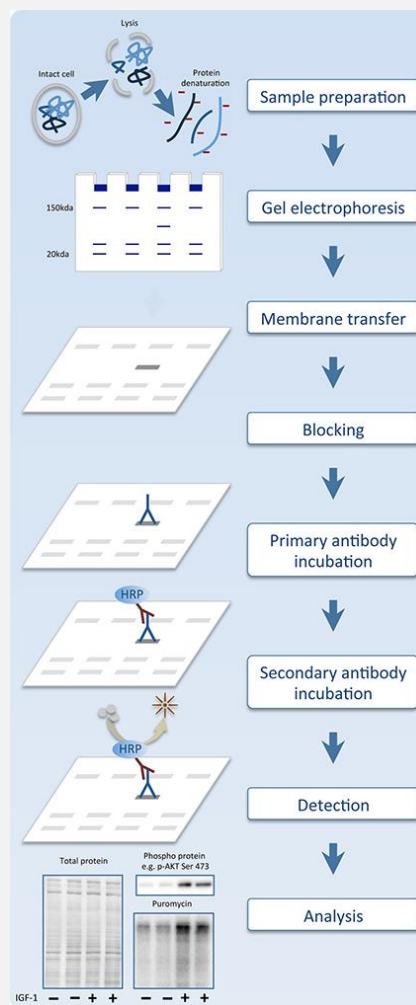 Lysis
Intact cell
Protein
denaturation
Sample preparation
150kda
20kda
Gel electrophoresis
Membrane transfer
Blocking
Primary antibody
incubation
HRP
Secondary antibody
incubation
HRP
Detection
Total protein
Phospho protein
e.g. p-AKT Ser 473
Puromycin
Analysis
IGF-1 − − + + − − + +